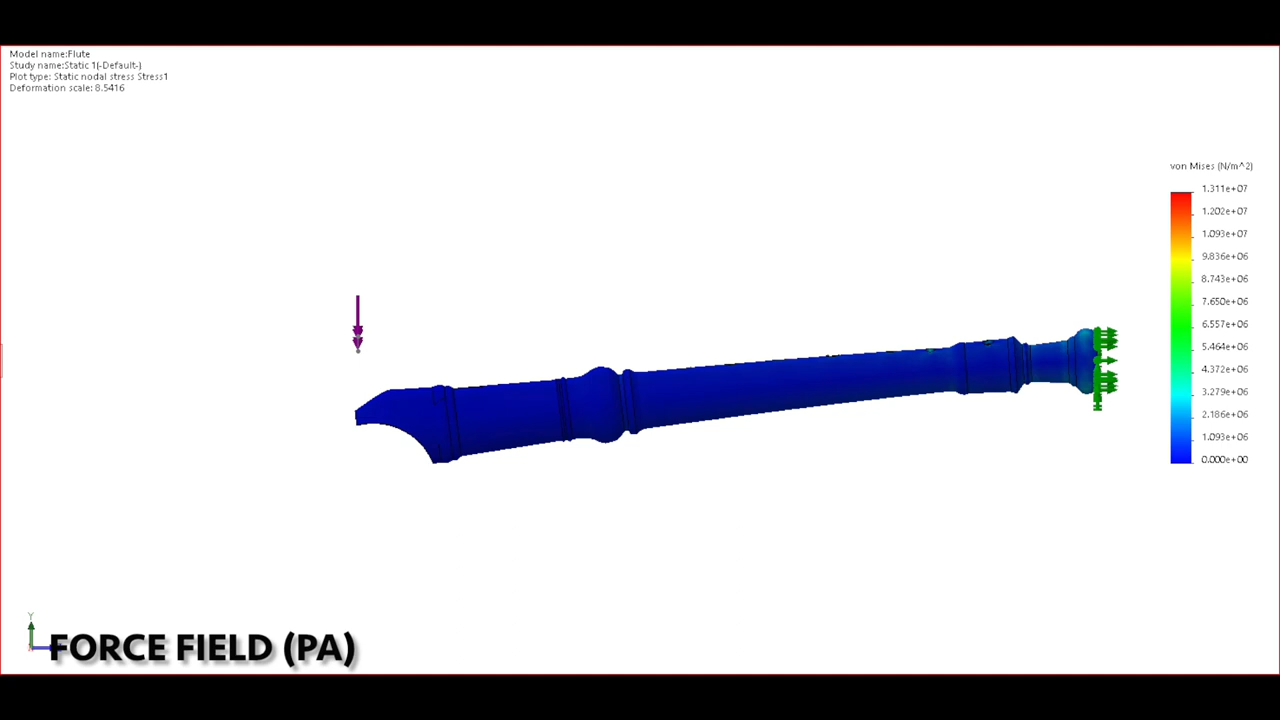 Model name:Flute
Study name:Static 1(-Default-)
Plot type: Static nodal stress Stress1
Deformation scale: 8.5416
von Mises (N/m^2)
1.311e+07
1.202e+07
1.093e+07
9.836e+06
8.743e+06
7.650e+06
6.557e+06
5.464e+06
4.372e+06
3.279e+06
2.186e+06
1.093e+06
0.000e+00
Y
FORCE FIELD (PA)